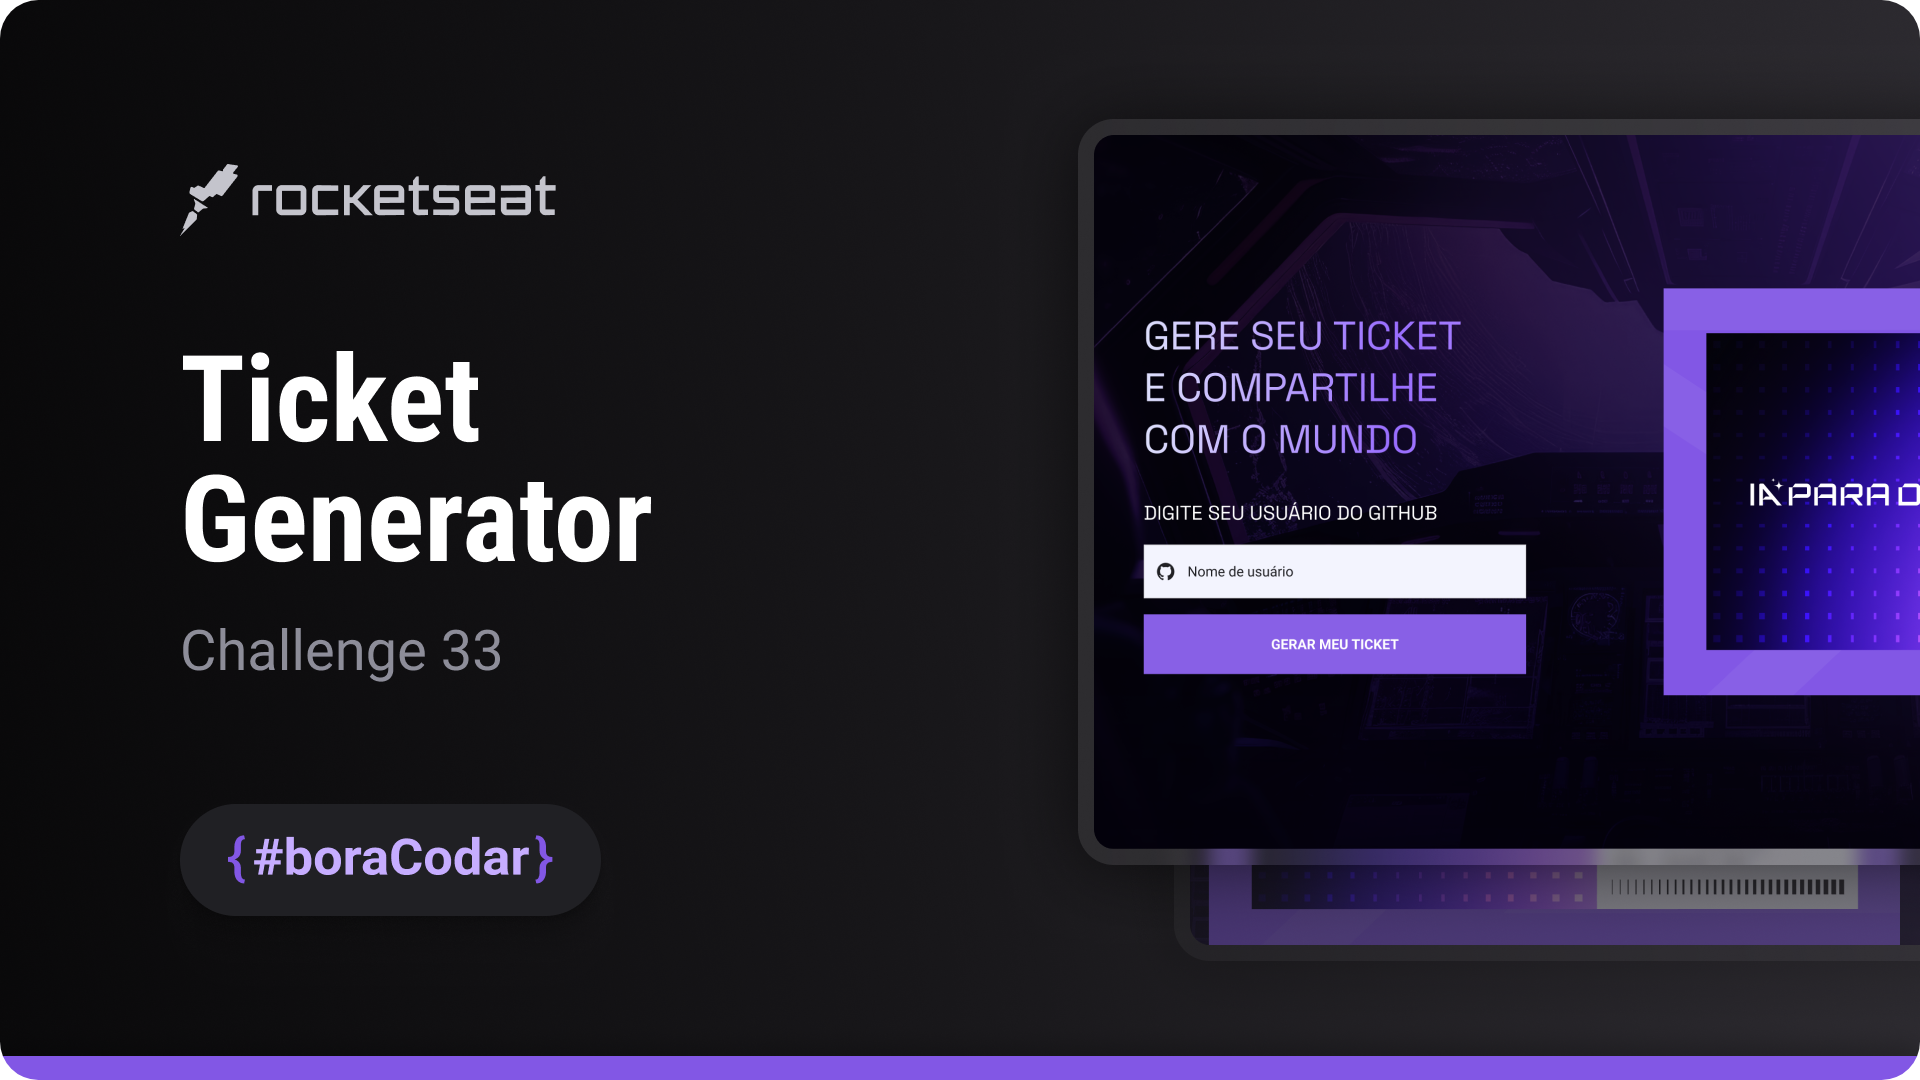 rocketseat
Ticket
Generator
Challenge 33
{#boraCodar}
GERE SEU TICKET
E COMPARTILHE
COM O MUNDO
DIGITE SEU USUÁRIO DO GITHUB
Nome de usuário
GERAR MEU TICKET
IA PARA